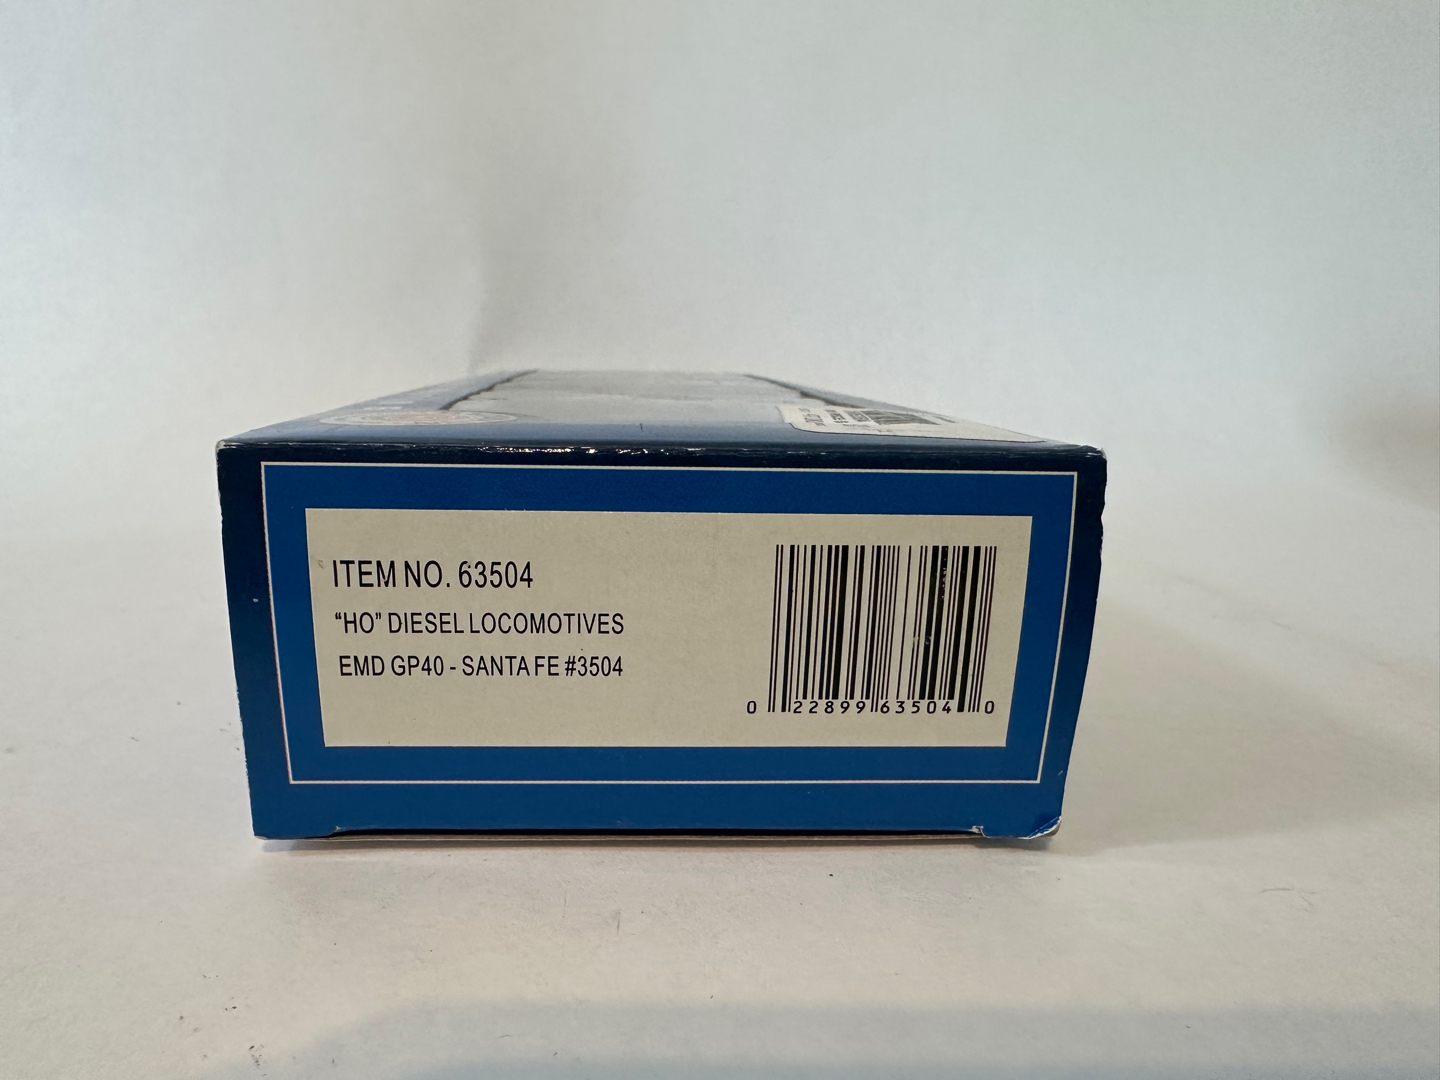 ITEM NO. 63504
“HO” DIESEL LOCOMOTIVES
EMD GP40 - SANTA FE #3504
0 22899 63504 0